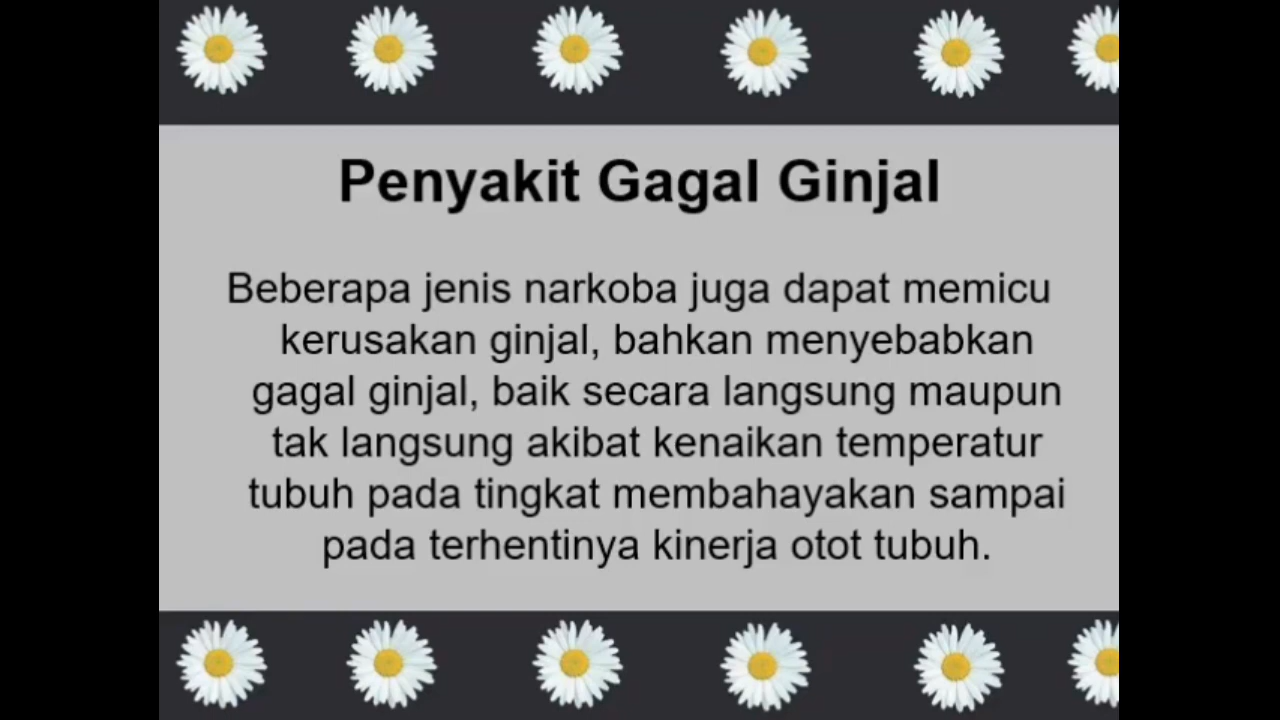 Penyakit Gagal Ginjal
Beberapa jenis narkoba juga dapat memicu
kerusakan ginjal, bahkan menyebabkan
gagal ginjal, baik secara langsung maupun
tak langsung akibat kenaikan temperatur
tubuh pada tingkat membahayakan sampai
pada terhentinya kinerja otot tubuh.